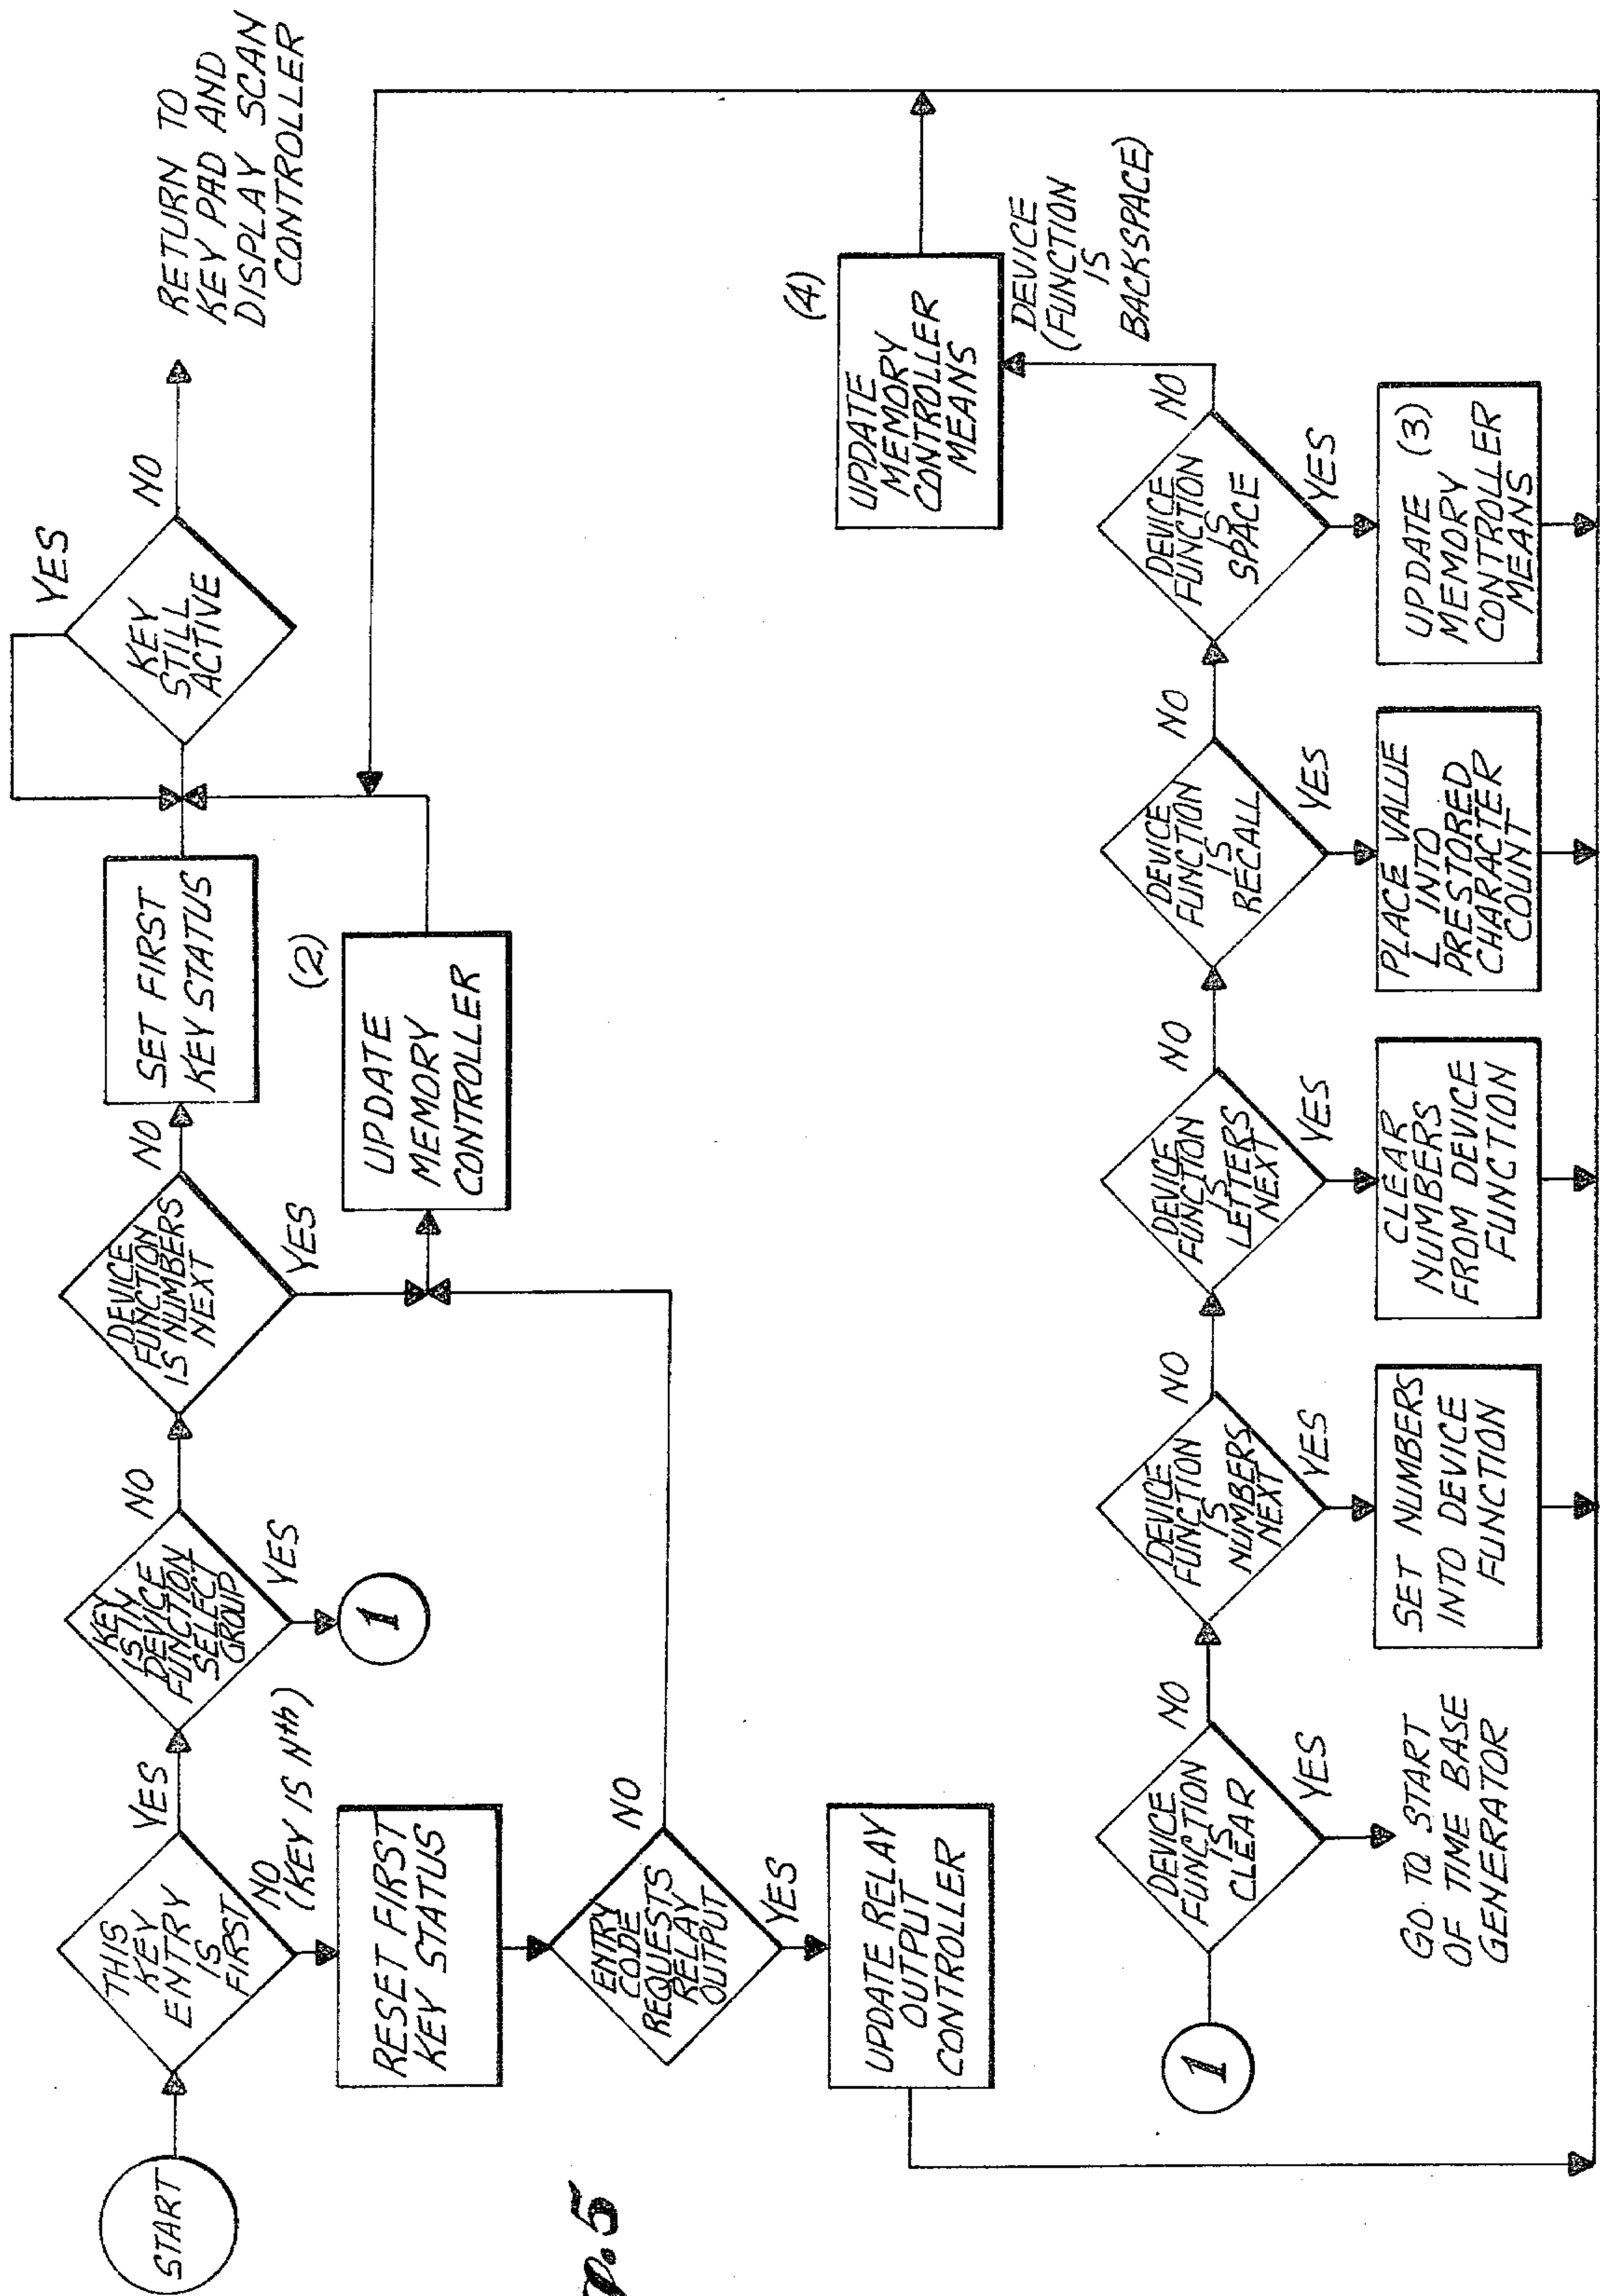 START
THIS
KEY
ENTRY
IS
FIRST
YES
NO
(KEY IS Nth)
KEY
IS IN
DEVICE
FUNCTION
SELECT
GROUP
NO
YES
1
DEVICE
FUNCTION
IS NUMBERS
NEXT
NO
YES
SET FIRST
KEY STATUS
KEY
STILL
ACTIVE
YES
NO
RETURN TO
KEY PAD AND
DISPLAY SCAN
CONTROLLER
RESET FIRST
KEY STATUS
(2)
UPDATE
MEMORY
CONTROLLER
ENTRY
CODE
REQUESTS
RELAY
OUTPUT
NO
YES
UPDATE RELAY
OUTPUT
CONTROLLER
(4)
UPDATE
MEMORY
CONTROLLER
MEANS
DEVICE
(FUNCTION
IS
BACKSPACE)
1
DEVICE
FUNCTION
IS
CLEAR
NO
YES
GO TO START
OF TIME BASE
GENERATOR
DEVICE
FUNCTION
IS
NUMBERS
NEXT
NO
YES
SET NUMBERS
INTO DEVICE
FUNCTION
DEVICE
FUNCTION
IS
LETTERS
NEXT
NO
YES
CLEAR
NUMBERS
FROM DEVICE
FUNCTION
DEVICE
FUNCTION
IS
RECALL
NO
YES
PLACE VALUE
L INTO
PRESTORED
CHARACTER
COUNT
DEVICE
FUNCTION
IS
SPACE
NO
YES
UPDATE (3)
MEMORY
CONTROLLER
MEANS